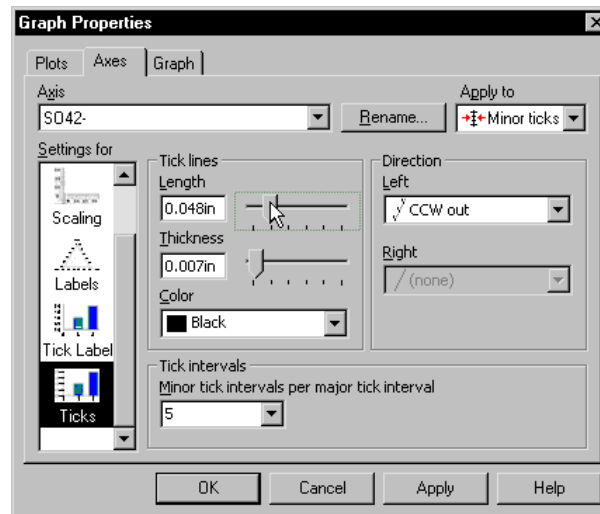 Graph Properties
Plots Axes Graph
Axis
SO42-
Rename...
Apply to
Minor ticks
Settings for
Scaling
Labels
Tick Label
Ticks
Tick lines
Length
0.048in
Thickness
0.007in
Color
Black
Direction
Left
CCW out
Right
(none)
Tick intervals
Minor tick intervals per major tick interval
5
OK Cancel Apply Help